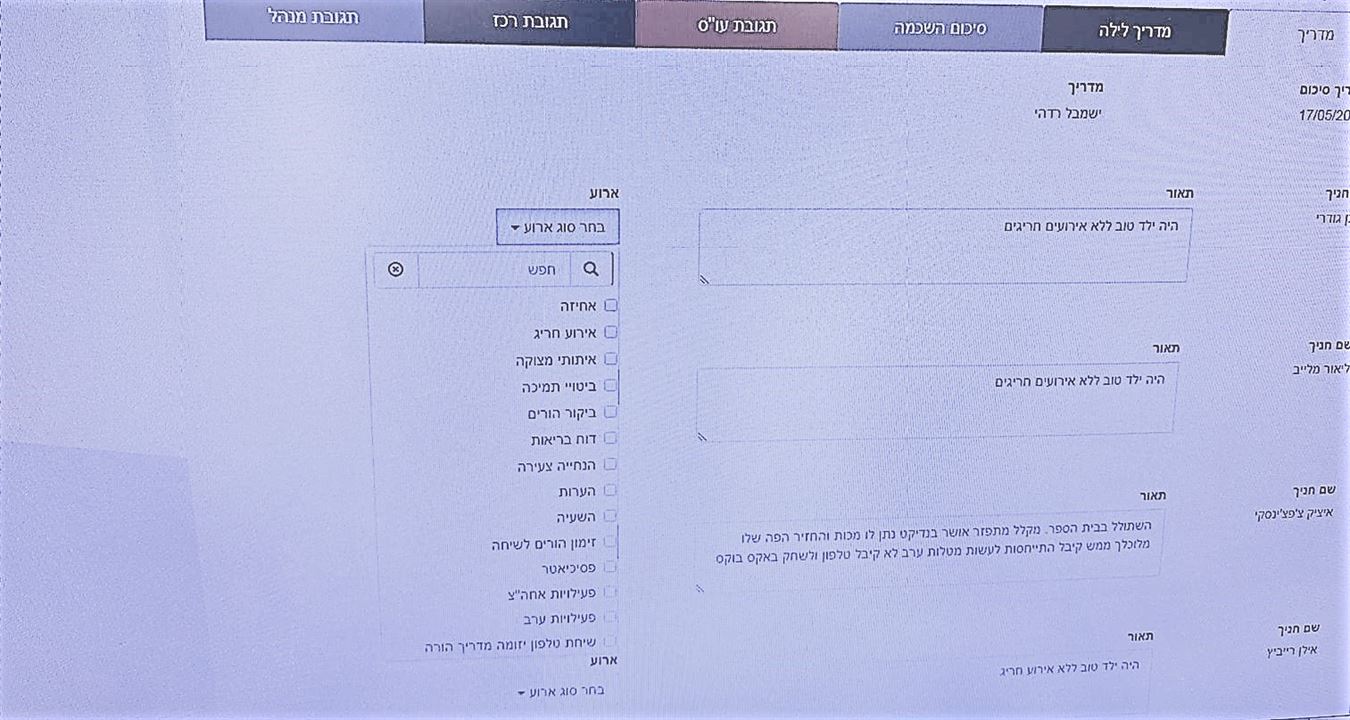 מדריך
מדריך לילה
סיכום השכמה
תגובת עו"ס
תגובת רכז
תגובת מנהל
סיכום
מדריך
17/05/20
ישמבל רדהי
חניך
תאור
ארוע
גודרי
היה ילד טוב ללא אירועים חריגים
בחר סוג ארוע
חפש
אחיזה
אירוע חריג
איתותי מצוקה
ביטויי תמיכה
ביקור הורים
דוח בריאות
הנחייה צעירה
הערות
השעיה
זימון הורים לשיחה
פסיכיאטר
פעילויות אחה"צ
פעילויות ערב
שיחת טלפון יזומה מדריך הורה
שם חניך
תאור
ליאור מלייב
היה ילד טוב ללא אירועים חריגים
שם חניך
תאור
איציק צ'פצ'ינסקי
השתולל בבית הספר. מקלל מתפזר אושר בנדיקט נתן לו מכות והחזיר הפה שלו
מלוכלך ממש קיבל התייחסות לעשות מטלות ערב לא קיבל טלפון ולשחק באקס בוקס
שם חניך
תאור
ארוע
אילן רייביץ
היה ילד טוב ללא אירוע חריג
בחר סוג ארוע